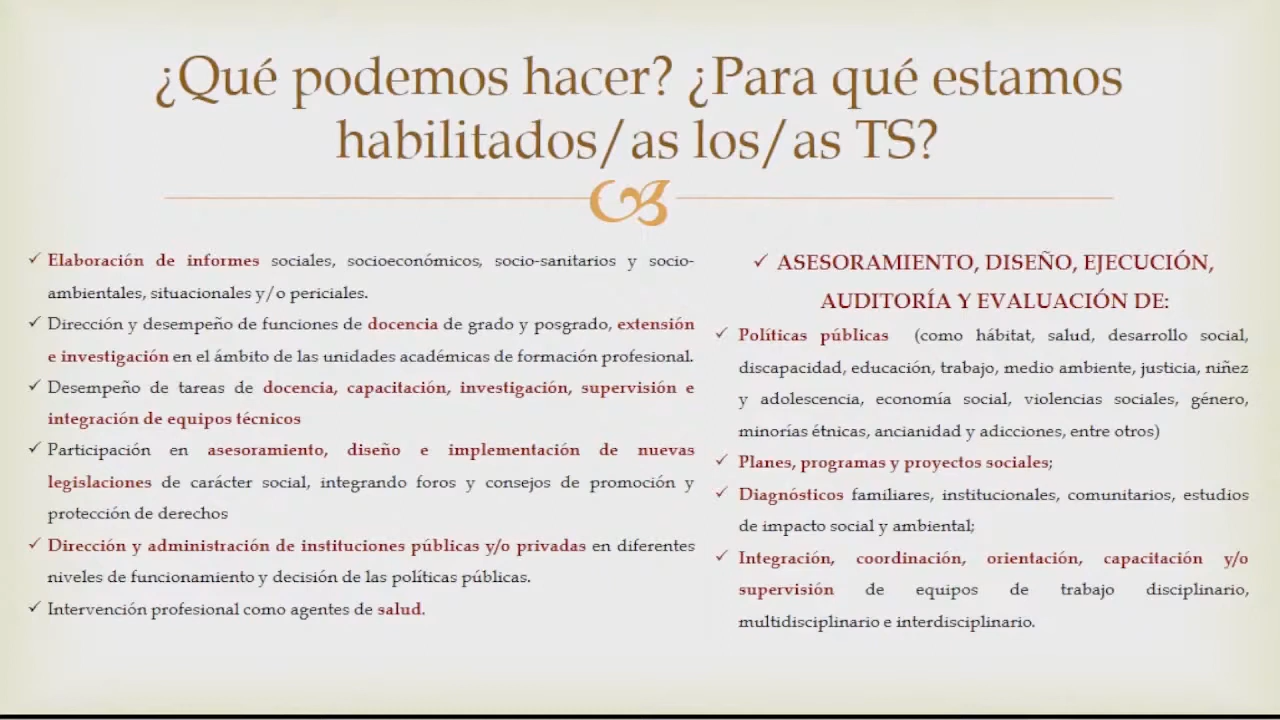 ¿Qué podemos hacer? ¿Para qué estamos
habilitados/as los/as TS?
✓ Elaboración de informes sociales, socioeconómicos, socio-sanitarios y socio-
ambientales, situacionales y/o periciales.
✓ Dirección y desempeño de funciones de docencia de grado y posgrado, extensión
e investigación en el ámbito de las unidades académicas de formación profesional.
✓ Desempeño de tareas de docencia, capacitación, investigación, supervisión e
integración de equipos técnicos
✓ Participación en asesoramiento, diseño e implementación de nuevas
legislaciones de carácter social, integrando foros y consejos de promoción y
protección de derechos
✓ Dirección y administración de instituciones públicas y/o privadas en diferentes
niveles de funcionamiento y decisión de las políticas públicas.
✓ Intervención profesional como agentes de salud.
✓ ASESORAMIENTO, DISEÑO, EJECUCIÓN,
AUDITORÍA Y EVALUACIÓN DE:
✓ Políticas públicas (como hábitat, salud, desarrollo social,
discapacidad, educación, trabajo, medio ambiente, justicia, niñez
y adolescencia, economía social, violencias sociales, género,
minorías étnicas, ancianidad y adicciones, entre otros)
✓ Planes, programas y proyectos sociales;
✓ Diagnósticos familiares, institucionales, comunitarios, estudios
de impacto social y ambiental;
✓ Integración, coordinación, orientación, capacitación y/o
supervisión de equipos de trabajo disciplinario,
multidisciplinario e interdisciplinario.